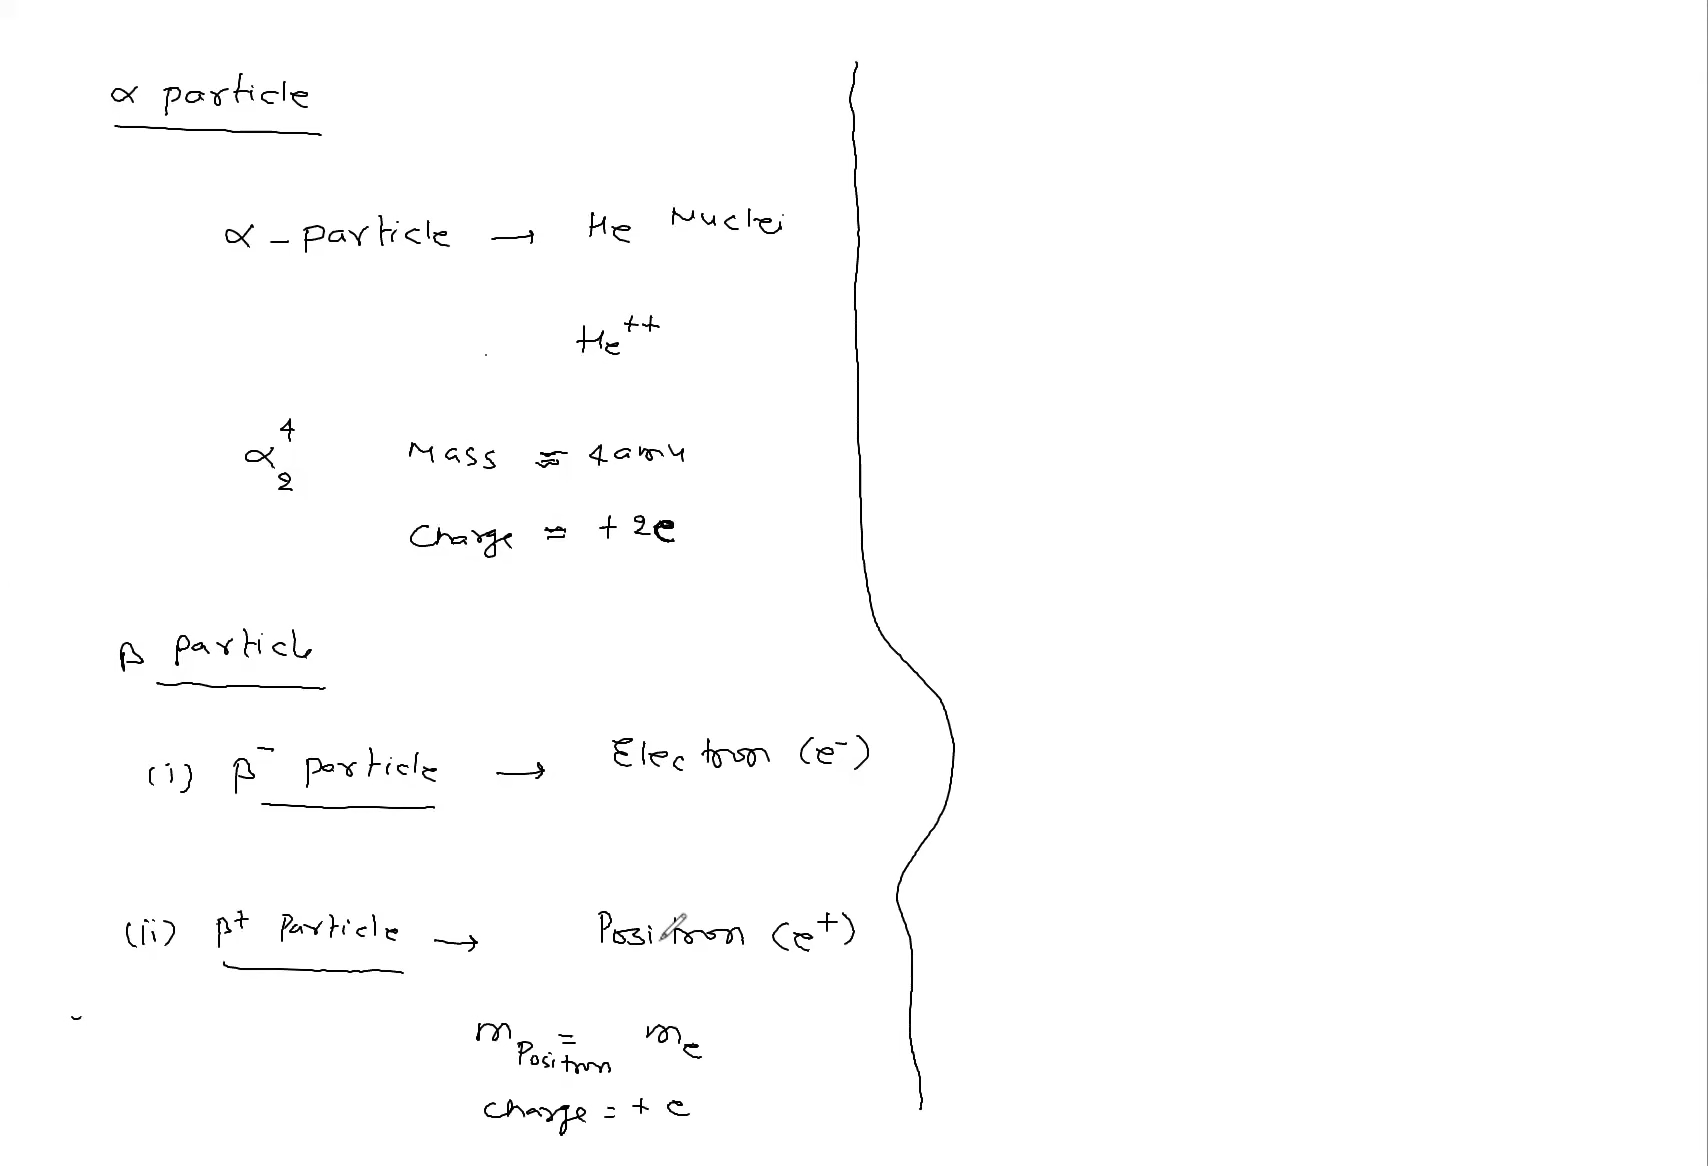 α particle
α - particle → He Nuclei
He⁺⁺
α⁴₂ Mass ≈ 4 amu
Charge = +2e
β particle
(i) β⁻ particle → Electron (e⁻)
(ii) β⁺ Particle → Positron (e⁺)
m_Positron = m_e
charge = +e